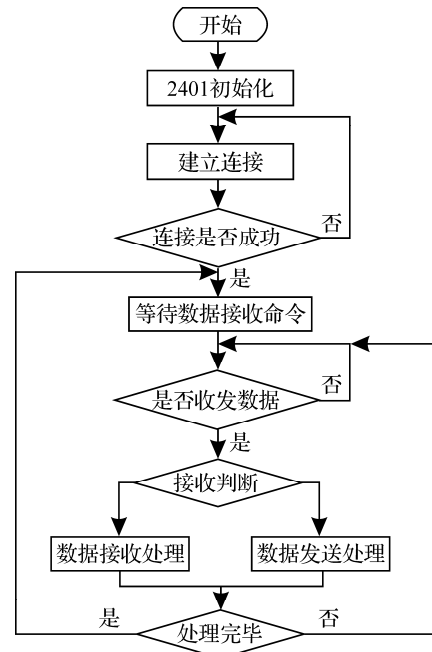 开始
2401初始化
建立连接
连接是否成功
否
是
等待数据接收命令
是否收发数据
否
是
接收判断
数据接收处理
数据发送处理
是
处理完毕
否